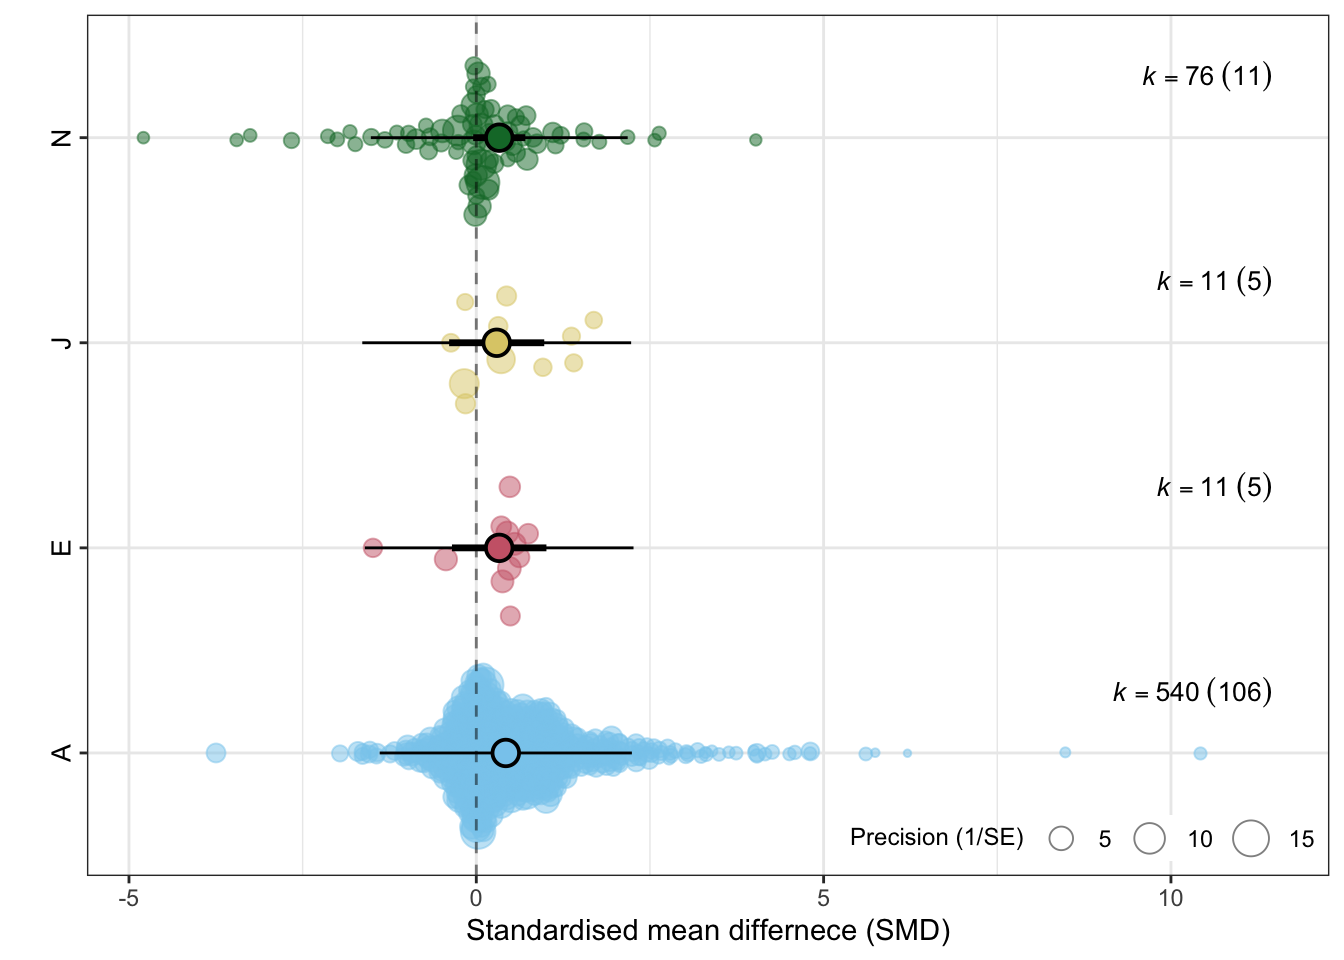 N
k = 76 (11)
J
k = 11 (5)
E
k = 11 (5)
A
k = 540 (106)
Precision (1/SE) 5 10 15
-5 0 5 10
Standardised mean differnece (SMD)